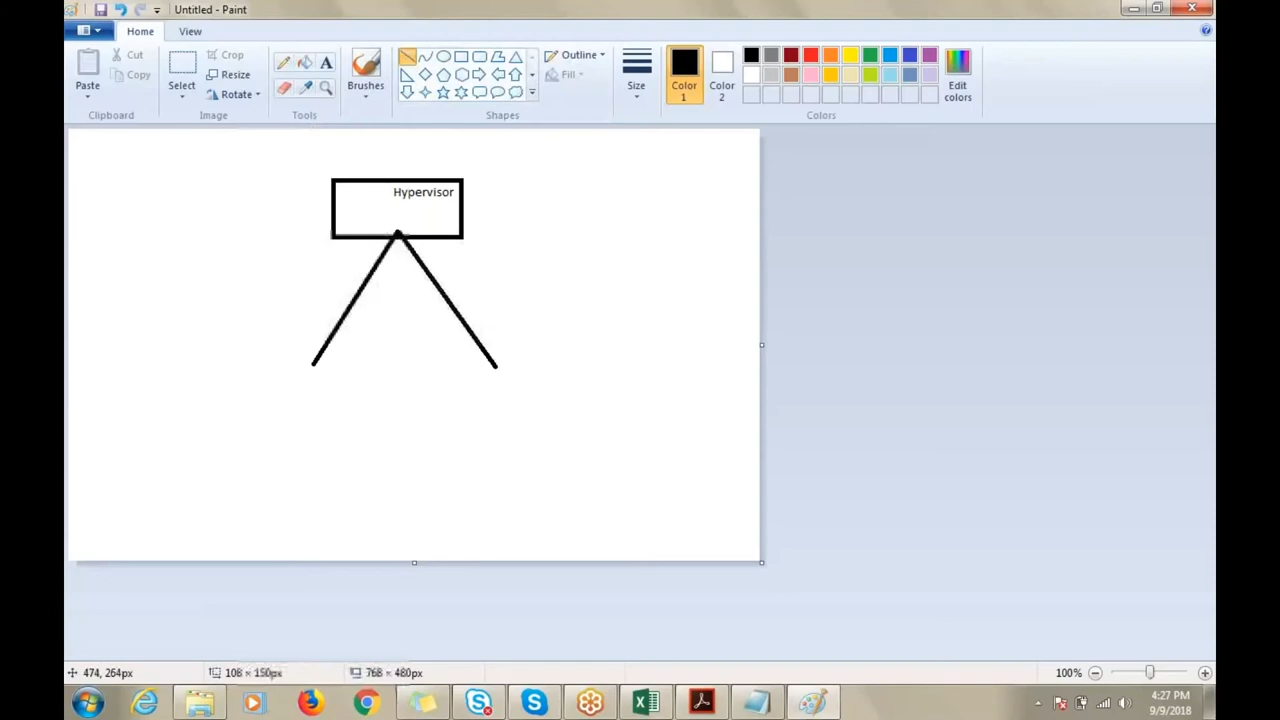 Untitled - Paint
Home
View
Paste
Cut
Copy
Clipboard
Select
Crop
Resize
Rotate
Image
A
Tools
Brushes
Shapes
Outline
Fill
Size
Color
1
Color
2
Edit
colors
Colors
Hypervisor
474, 264px
108 × 150px
768 × 480px
100%
4:27 PM
9/9/2018